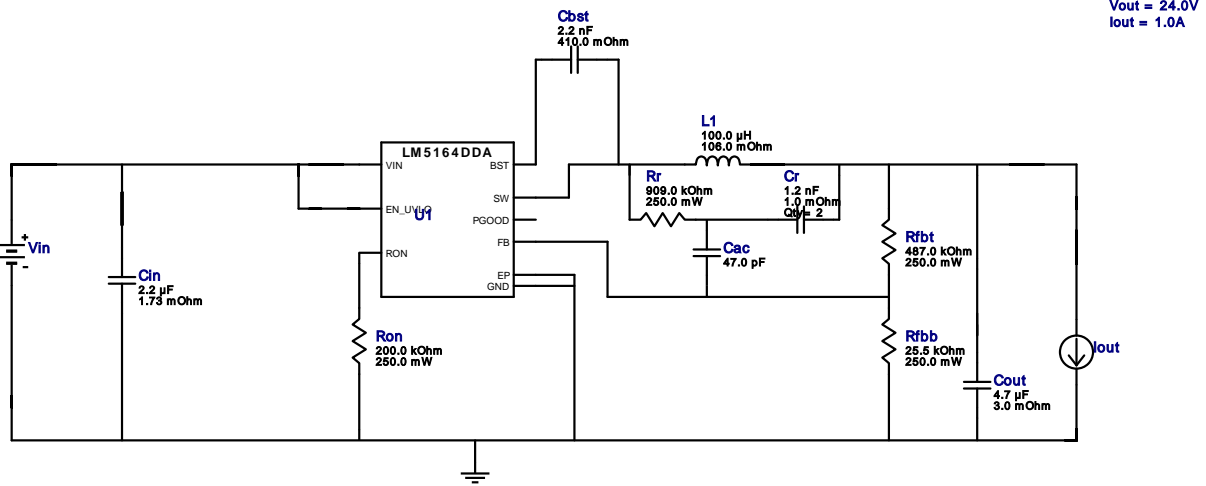 Vout = 24.0V
Iout = 1.0A
Cbst
2.2 nF
410.0 mOhm
L1
100.0 µH
106.0 mOhm
LM5164DDA
VIN
BST
EN_UVLO
U1
SW
PGOOD
RON
FB
EP
GND
Rr
909.0 kOhm
250.0 mW
Cr
1.2 nF
1.0 mOhm
Qty= 2
Cac
47.0 pF
Rfbt
487.0 kOhm
250.0 mW
Vin
+
-
Cin
2.2 µF
1.73 mOhm
Ron
200.0 kOhm
250.0 mW
Rfbb
25.5 kOhm
250.0 mW
Iout
Cout
4.7 µF
3.0 mOhm